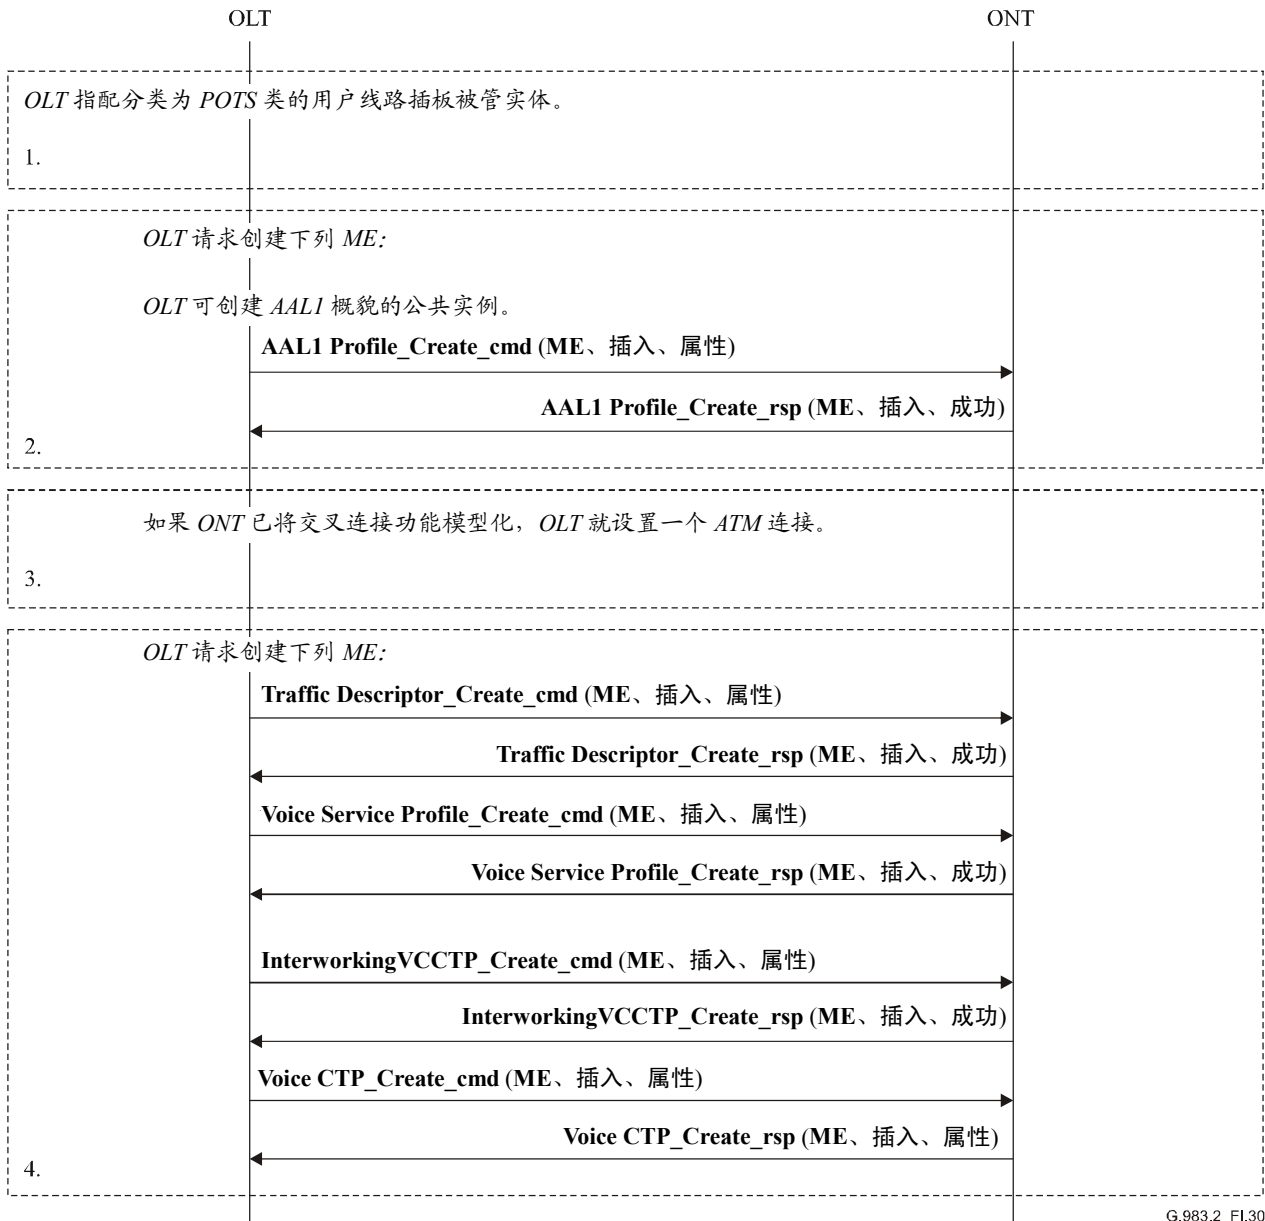 OLT
ONT
OLT 指配分类为 POTS 类的用户线路插板被管实体。
1.
OLT 请求创建下列 ME:
OLT 可创建 AAL1 概貌的公共实例。
AAL1 Profile_Create_cmd (ME、插入、属性)
AAL1 Profile_Create_rsp (ME、插入、成功)
2.
如果 ONT 已将交叉连接功能模型化，OLT 就设置一个 ATM 连接。
3.
OLT 请求创建下列 ME:
Traffic Descriptor_Create_cmd (ME、插入、属性)
Traffic Descriptor_Create_rsp (ME、插入、成功)
Voice Service Profile_Create_cmd (ME、插入、属性)
Voice Service Profile_Create_rsp (ME、插入、成功)
InterworkingVCCTP_Create_cmd (ME、插入、属性)
InterworkingVCCTP_Create_rsp (ME、插入、成功)
Voice CTP_Create_cmd (ME、插入、属性)
Voice CTP_Create_rsp (ME、插入、属性)
4.
G.983.2_FI.30